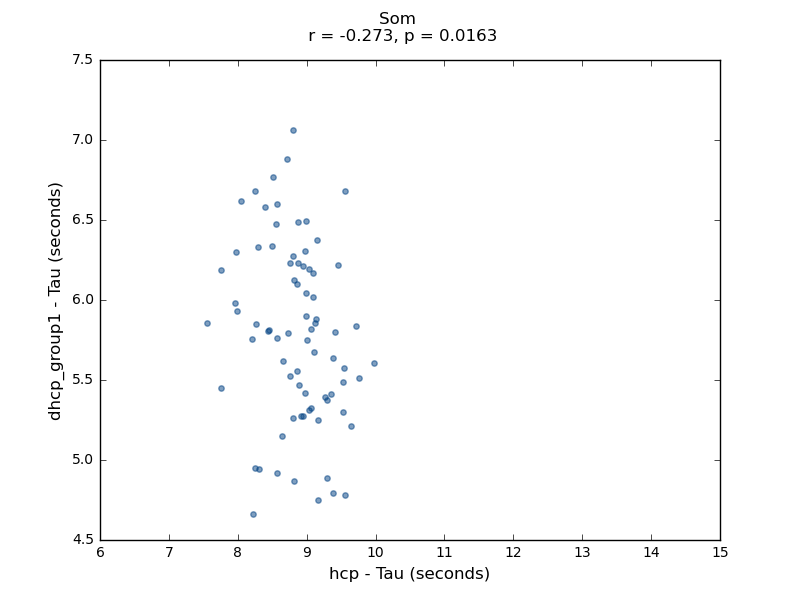 Som
r = -0.273, p = 0.0163
7.5
7.0
6.5
6.0
5.5
5.0
4.5
dhcp_group1 - Tau (seconds)
6 7 8 9 10 11 12 13 14 15
hcp - Tau (seconds)